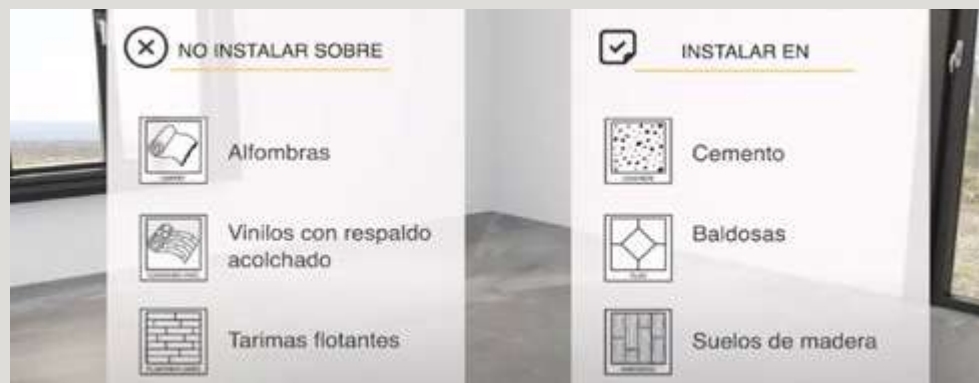 NO INSTALAR SOBRE
Alfombras
Vinilos con respaldo
acolchado
Tarimas flotantes
INSTALAR EN
Cemento
Baldosas
Suelos de madera